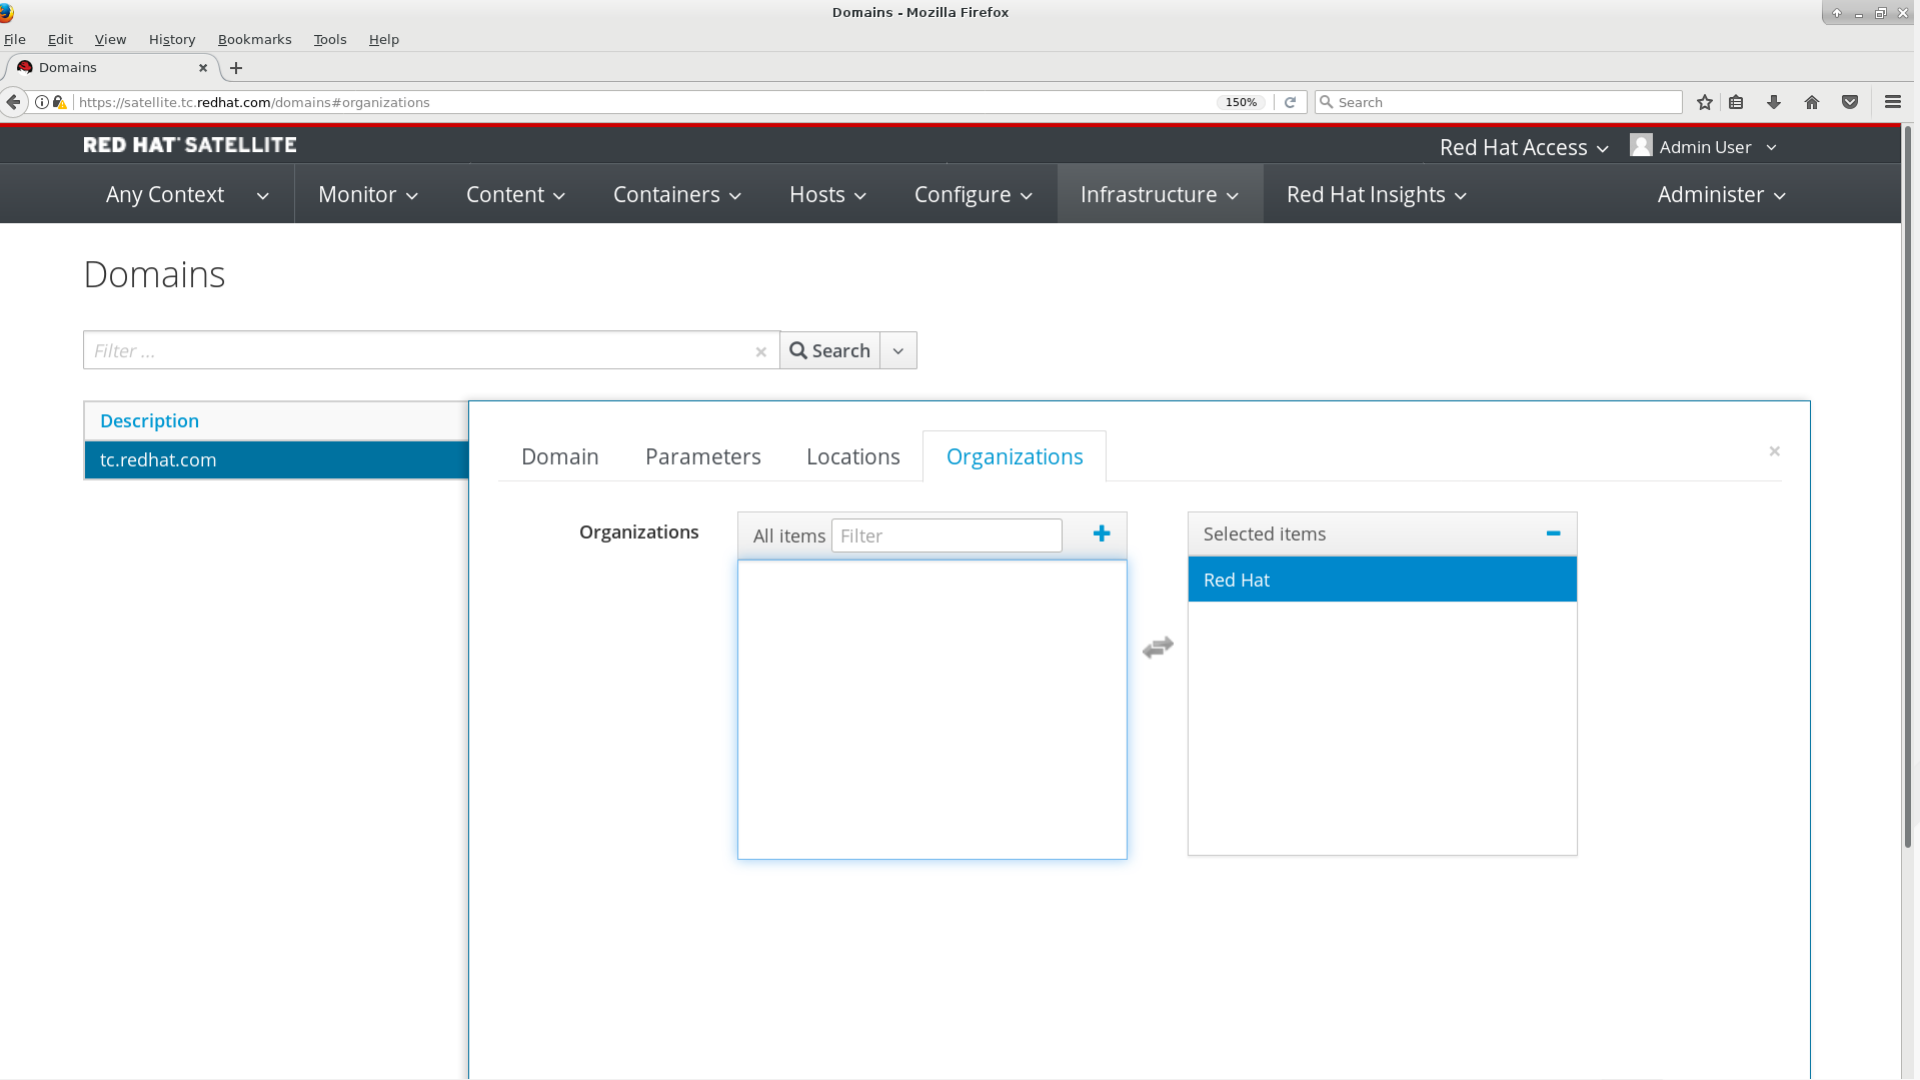 Domains - Mozilla Firefox
File Edit View History Bookmarks Tools Help
Domains
https://satellite.tc.redhat.com/domains#organizations 150% Search
RED HAT SATELLITE Red Hat Access Admin User
Any Context Monitor Content Containers Hosts Configure Infrastructure Red Hat Insights Administer
Domains
Filter ... Search
Description
tc.redhat.com
Domain Parameters Locations Organizations
Organizations All items Filter Selected items
Red Hat